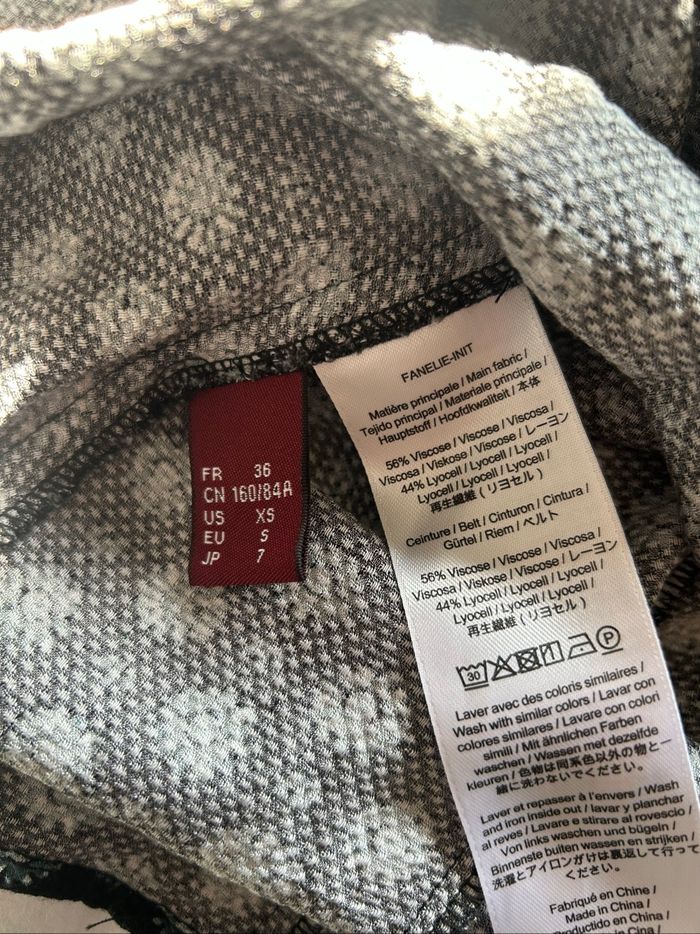 FR 36
CN 160/84A
US XS
EU S
JP 7
FANELIE-INIT
Matière principale / Main fabric /
Tejido principal / Materiale principale /
Hauptstoff / Hoofdkwaliteit / 本体
56% Viscose / Viscose / Viscosa /
Viscosa / Viskose / Viscose / レーヨン
44% Lyocell / Lyocell / Lyocell /
Lyocell / Lyocell / Lyocell /
再生繊維 (リヨセル)
Ceinture / Belt / Cinturon / Cintura /
Gürtel / Riem / ベルト
56% Viscose / Viscose / Viscosa /
Viscosa / Viskose / Viscose / レーヨン
44% Lyocell / Lyocell / Lyocell /
Lyocell / Lyocell / Lyocell /
再生繊維 (リヨセル)
30
P
Laver avec des coloris similaires /
Wash with similar colors / Lavar con
colores similares / Lavare con colori
simili / Mit ähnlichen Farben
waschen / Wassen met dezelfde
kleuren / 色物は同系色以外の物と一
緒に洗わないでください。
Laver et repasser à l'envers / Wash
and iron inside out / lavar y planchar
al reves / Lavare e stirare al rovescio /
Von links waschen und bügeln /
Binnenste buiten wassen en strijken /
洗濯とアイロンがけは裏返して行って
ください。
Fabriqué en Chine /
Made in China /
Producido en China /